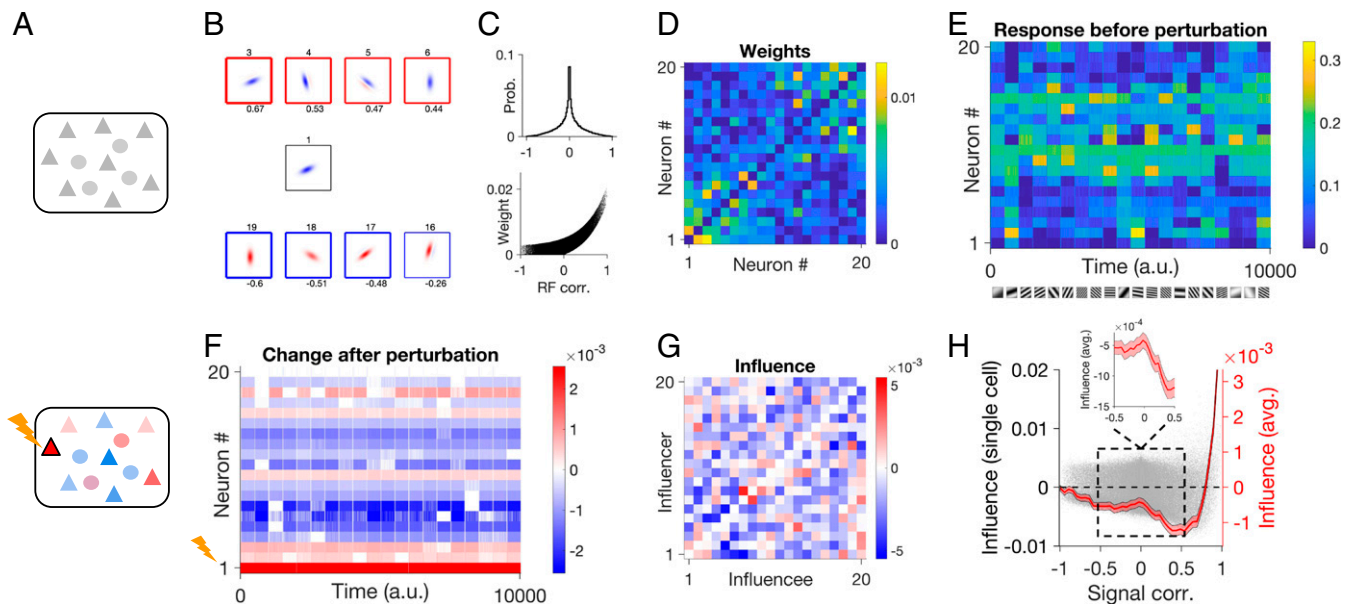 A
B
3 4 5 6
0.67 0.53 0.47 0.44
1
19 18 17 16
-0.6 -0.51 -0.48 -0.26
C
0.1
Prob.
0
-1 0 1
0.02
Weight
0
-1 0 1
RF corr.
D
Weights
20
Neuron #
1
1 20
Neuron #
0.01
0
E
Response before perturbation
20
Neuron #
1
0 10000
Time (a.u.)
0.3
0.2
0.1
0
F
Change after perturbation
20
Neuron #
1
0 10000
Time (a.u.)
×10⁻³
2
1
0
-1
-2
G
Influence
20
Influencer
1
1 20
Influencee
×10⁻³
5
0
-5
H
×10⁻⁴
Influence (avg.)
-5
-10
-15
-0.5 0 0.5
0.02
0.01
0
-0.01
Influence (single cell)
-1 -0.5 0 0.5 1
Signal corr.
×10⁻³
3
2
1
0
-1
Influence (avg.)